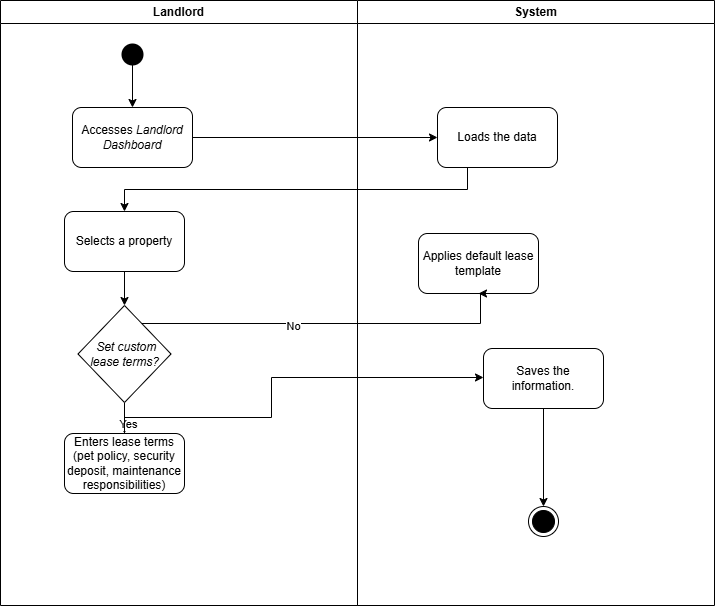 Landlord
System
Accesses Landlord
Dashboard
Loads the data
Selects a property
Applies default lease
template
No
Set custom
lease terms?
Saves the
information.
Yes
Enters lease terms
(pet policy, security
deposit, maintenance
responsibilities)